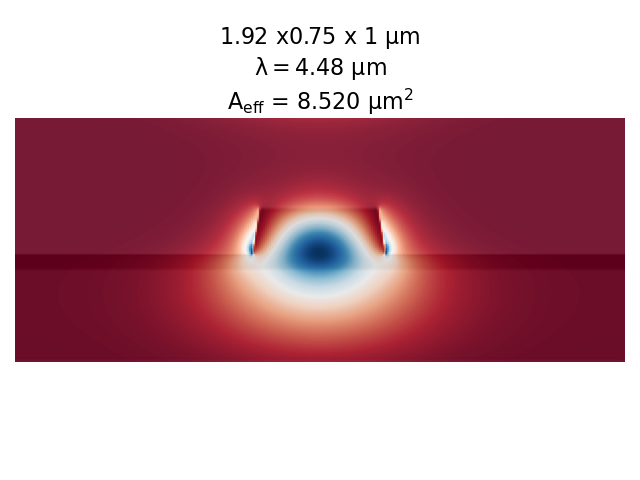 1.92 x0.75 x 1 μm
λ = 4.48 μm
A_eff = 8.520 μm²